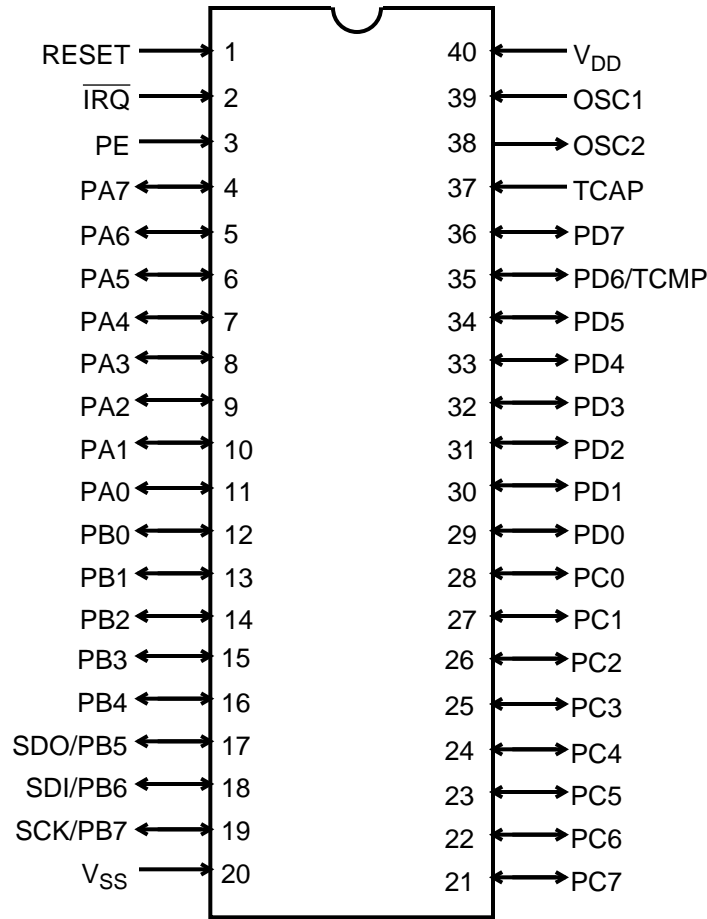 RESET 1 40 V_DD
I̅R̅Q̅ 2 39 OSC1
PE 3 38 OSC2
PA7 4 37 TCAP
PA6 5 36 PD7
PA5 6 35 PD6/TCMP
PA4 7 34 PD5
PA3 8 33 PD4
PA2 9 32 PD3
PA1 10 31 PD2
PA0 11 30 PD1
PB0 12 29 PD0
PB1 13 28 PC0
PB2 14 27 PC1
PB3 15 26 PC2
PB4 16 25 PC3
SDO/PB5 17 24 PC4
SDI/PB6 18 23 PC5
SCK/PB7 19 22 PC6
V_SS 20 21 PC7